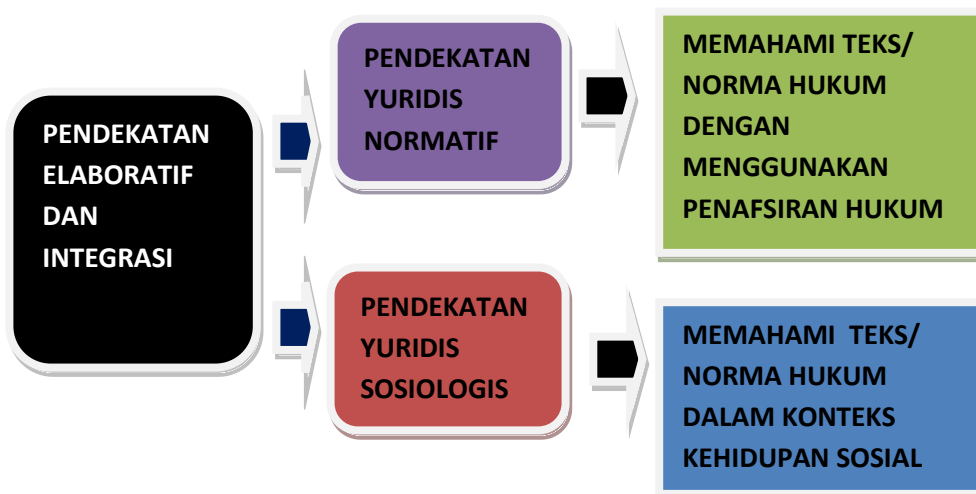 PENDEKATAN
ELABORATIF
DAN
INTEGRASI
PENDEKATAN
YURIDIS
NORMATIF
MEMAHAMI TEKS/
NORMA HUKUM
DENGAN
MENGGUNAKAN
PENAFSIRAN HUKUM
PENDEKATAN
YURIDIS
SOSIOLOGIS
MEMAHAMI TEKS/
NORMA HUKUM
DALAM KONTEKS
KEHIDUPAN SOSIAL